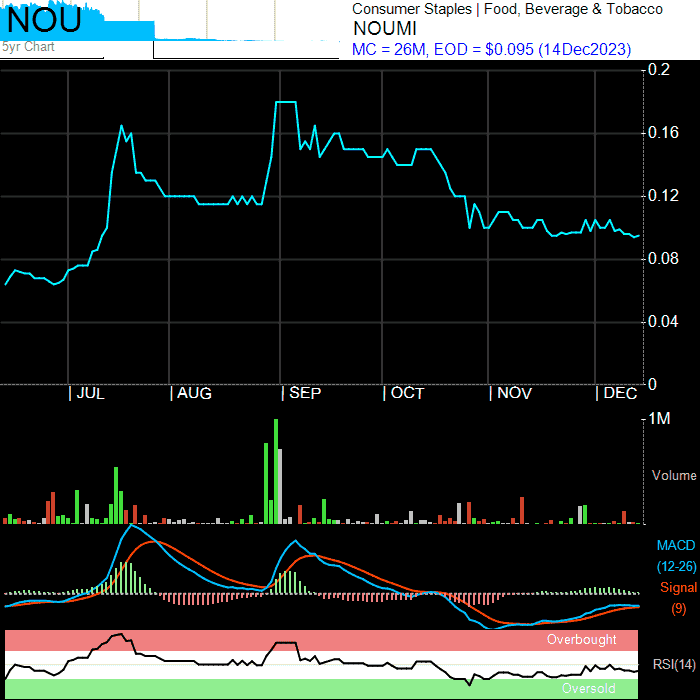 NOU
5yr Chart
Consumer Staples | Food, Beverage & Tobacco
NOUMI
MC = 26M, EOD = $0.095 (14Dec2023)
0.2
0.16
0.12
0.08
0.04
0
| JUL | AUG | SEP | OCT | NOV | DEC
1M
Volume
MACD
(12-26)
Signal
(9)
Overbought
RSI(14)
Oversold